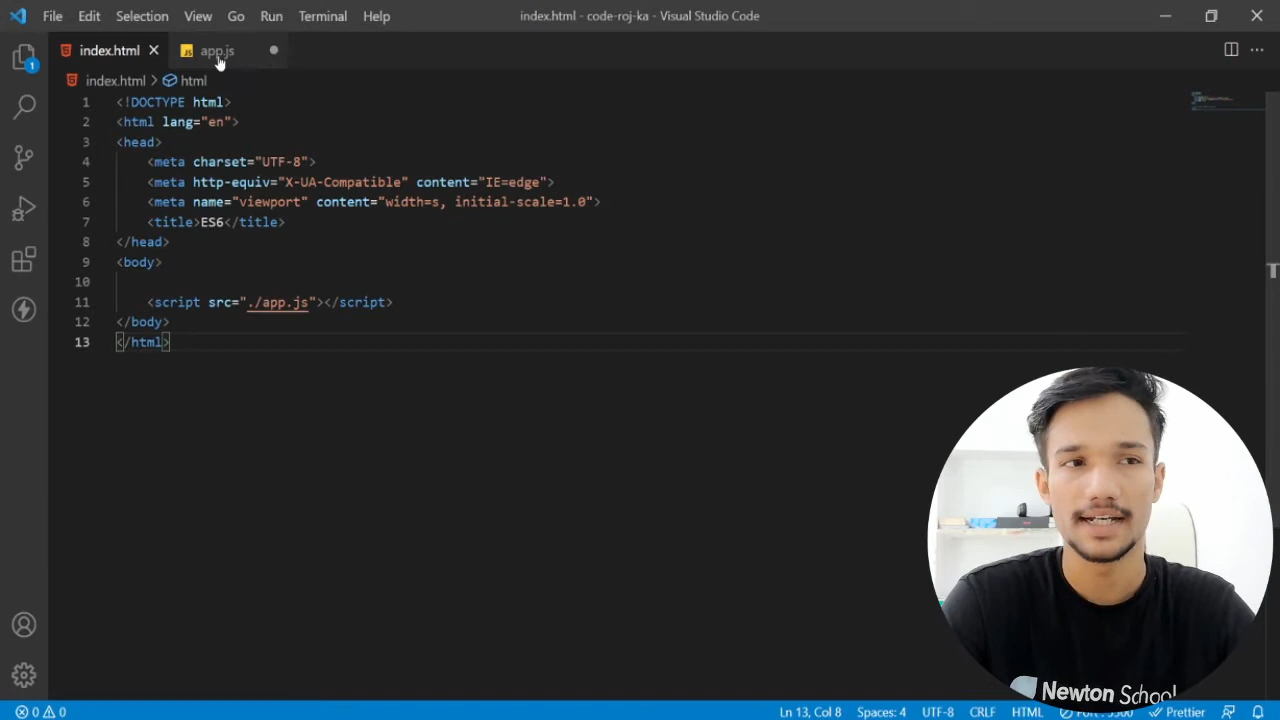 File Edit Selection View Go Run Terminal Help
index.html - code-roj-ka - Visual Studio Code
index.html
JS app.js
index.html > html
1
1 <!DOCTYPE html>
2 <html lang="en">
3 <head>
4 <meta charset="UTF-8">
5 <meta http-equiv="X-UA-Compatible" content="IE=edge">
6 <meta name="viewport" content="width=s, initial-scale=1.0">
7 <title>ES6</title>
8 </head>
9 <body>
10
11 <script src="./app.js"></script>
12 </body>
13 </html>
Newton School
0 0
Ln 13, Col 8 Spaces: 4 UTF-8 CRLF HTML Prettier